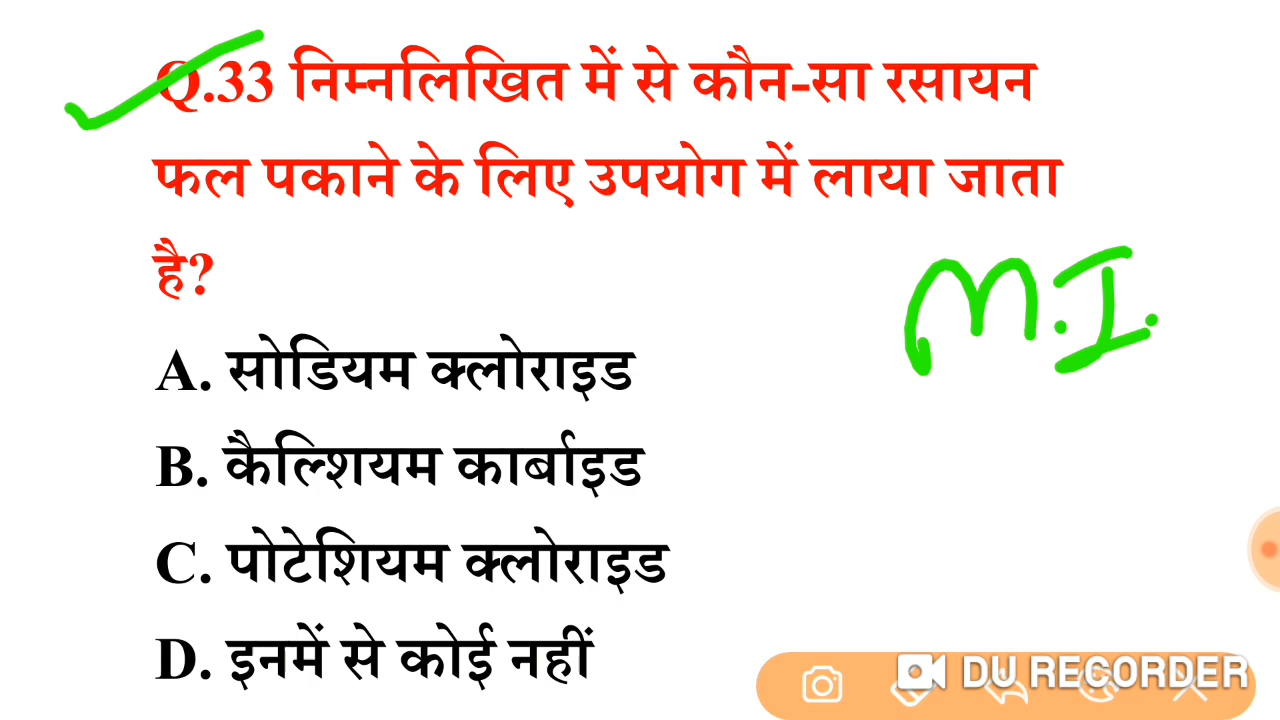 Q.33 निम्नलिखित में से कौन-सा रसायन
फल पकाने के लिए उपयोग में लाया जाता
है?
M.I.
A. सोडियम क्लोराइड
B. कैल्शियम कार्बाइड
C. पोटेशियम क्लोराइड
D. इनमें से कोई नहीं
DU RECORDER